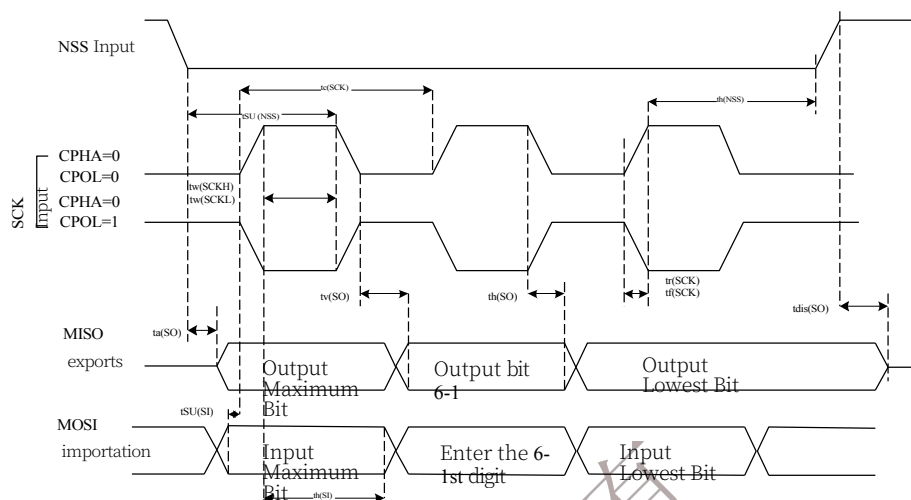 NSS Input
tc(SCK)
th(NSS)
tSU (NSS)
SCK
Input
CPHA=0
CPOL=0
tw(SCKH)
tw(SCKL)
CPHA=0
CPOL=1
tr(SCK)
tf(SCK)
tv(SO)
th(SO)
tdis(SO)
ta(SO)
MISO
exports
Output
Maximum
Bit
Output bit
6-1
Output
Lowest Bit
tSU(SI)
MOSI
importation
Input
Maximum
Bit
Enter the 6-
1st digit
Input
Lowest Bit
th(SI)